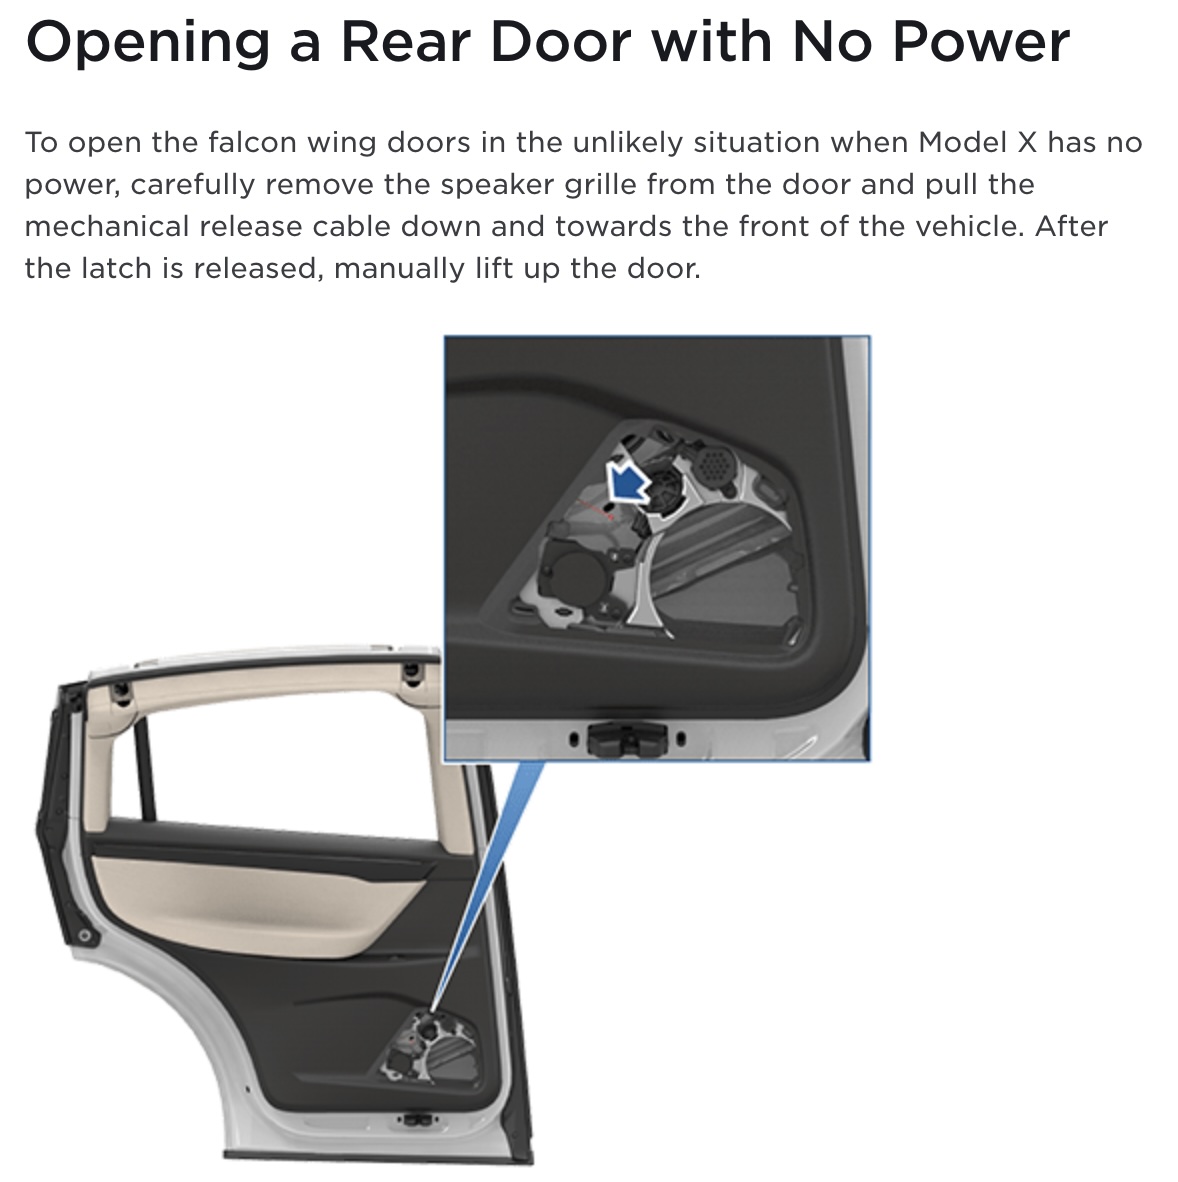 Opening a Rear Door with No Power
To open the falcon wing doors in the unlikely situation when Model X has no
power, carefully remove the speaker grille from the door and pull the
mechanical release cable down and towards the front of the vehicle. After
the latch is released, manually lift up the door.